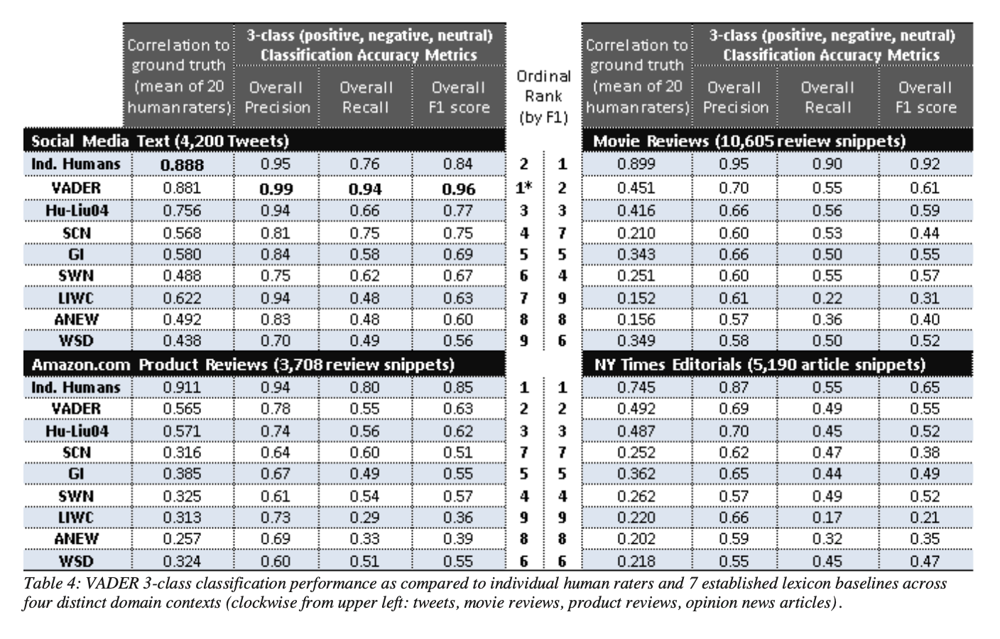 Correlation to ground truth (mean of 20 human raters) 3-class (positive, negative, neutral) Classification Accuracy Metrics Ordinal Rank (by F1) Correlation to ground truth (mean of 20 human raters) 3-class (positive, negative, neutral) Classification Accuracy Metrics
Overall Precision Overall Recall Overall F1 score Overall Precision Overall Recall Overall F1 score
Social Media Text (4,200 Tweets) Movie Reviews (10,605 review snippets)
Ind. Humans 0.888 0.95 0.76 0.84 2 1 0.899 0.95 0.90 0.92
VADER 0.881 0.99 0.94 0.96 1* 2 0.451 0.70 0.55 0.61
Hu-Liu04 0.756 0.94 0.66 0.77 3 3 0.416 0.66 0.56 0.59
SCN 0.568 0.81 0.75 0.75 4 7 0.210 0.60 0.53 0.44
GI 0.580 0.84 0.58 0.69 5 5 0.343 0.66 0.50 0.55
SWN 0.488 0.75 0.62 0.67 6 4 0.251 0.60 0.55 0.57
LIWC 0.622 0.94 0.48 0.63 7 9 0.152 0.61 0.22 0.31
ANEW 0.492 0.83 0.48 0.60 8 8 0.156 0.57 0.36 0.40
WSD 0.438 0.70 0.49 0.56 9 6 0.349 0.58 0.50 0.52
Amazon.com Product Reviews (3,708 review snippets) NY Times Editorials (5,190 article snippets)
Ind. Humans 0.911 0.94 0.80 0.85 1 1 0.745 0.87 0.55 0.65
VADER 0.565 0.78 0.55 0.63 2 2 0.492 0.69 0.49 0.55
Hu-Liu04 0.571 0.74 0.56 0.62 3 3 0.487 0.70 0.45 0.52
SCN 0.316 0.64 0.60 0.51 7 7 0.252 0.62 0.47 0.38
GI 0.385 0.67 0.49 0.55 5 5 0.362 0.65 0.44 0.49
SWN 0.325 0.61 0.54 0.57 4 4 0.262 0.57 0.49 0.52
LIWC 0.313 0.73 0.29 0.36 9 9 0.220 0.66 0.17 0.21
ANEW 0.257 0.69 0.33 0.39 8 8 0.202 0.59 0.32 0.35
WSD 0.324 0.60 0.51 0.55 6 6 0.218 0.55 0.45 0.47
Table 4: VADER 3-class classification performance as compared to individual human raters and 7 established lexicon baselines across
four distinct domain contexts (clockwise from upper left: tweets, movie reviews, product reviews, opinion news articles).